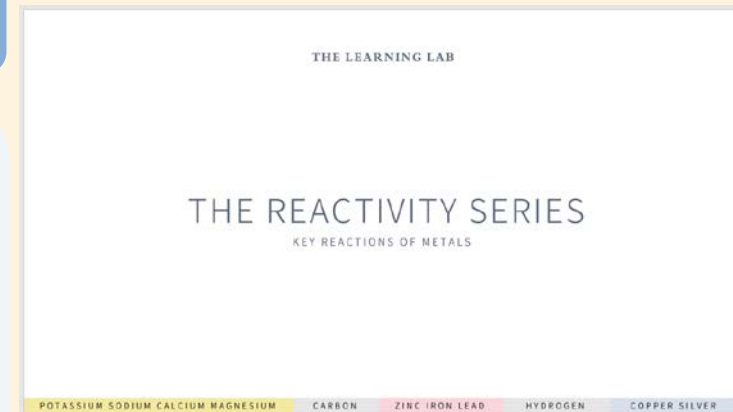 THE LEARNING LAB
THE REACTIVITY SERIES
KEY REACTIONS OF METALS
POTASSIUM SODIUM CALCIUM MAGNESIUM CARBON ZINC IRON LEAD HYDROGEN COPPER SILVER